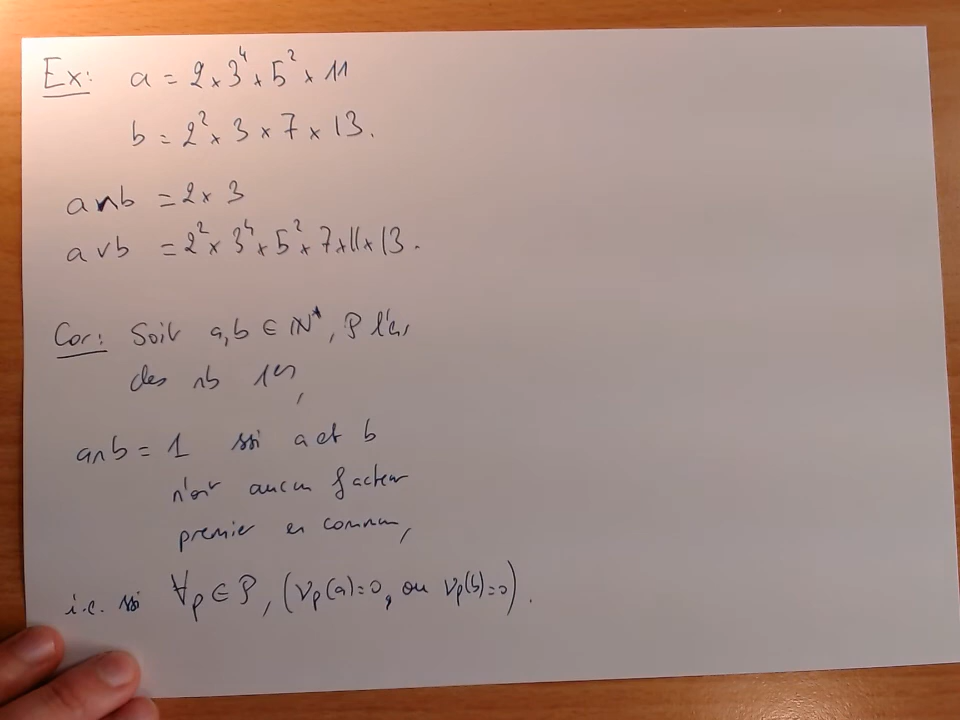 Ex: a = 2 × 3⁴ × 5² × 11
b = 2² × 3 × 7 × 13.
a∧b = 2 × 3
a∨b = 2² × 3⁴ × 5² × 7 × 11 × 13.
Cor: Soit a,b ∈ ℕ*, P l'es
des nb 1ers,
a∧b = 1 ssi a et b
n'ont aucun facteur
premier en commun,
i.e. ssi ∀p ∈ P, (vₚ(a)=0, ou vₚ(b)=0).